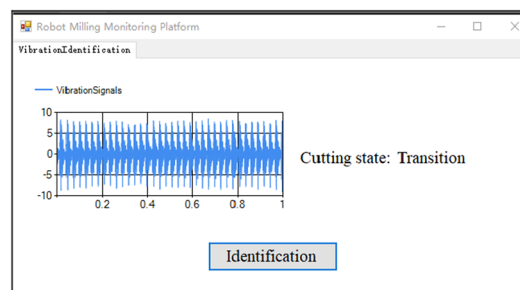 Robot Milling Monitoring Platform
VibrationIdentification
VibrationSignals
10
5
0
-5
-10
0.2 0.4 0.6 0.8 1
Cutting state: Transition
Identification